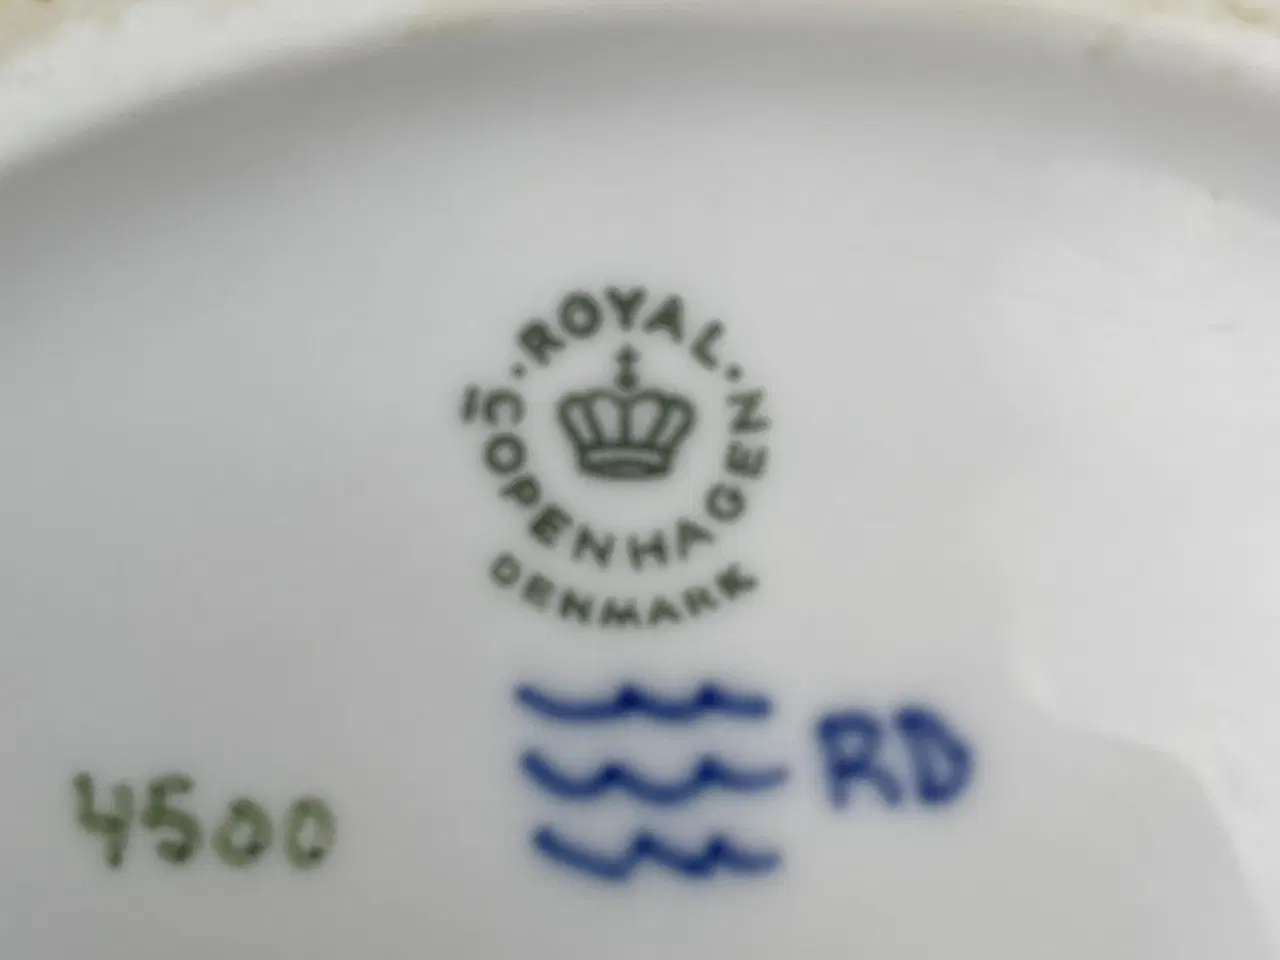 ROYAL
COPENHAGEN
DENMARK
RD
4500